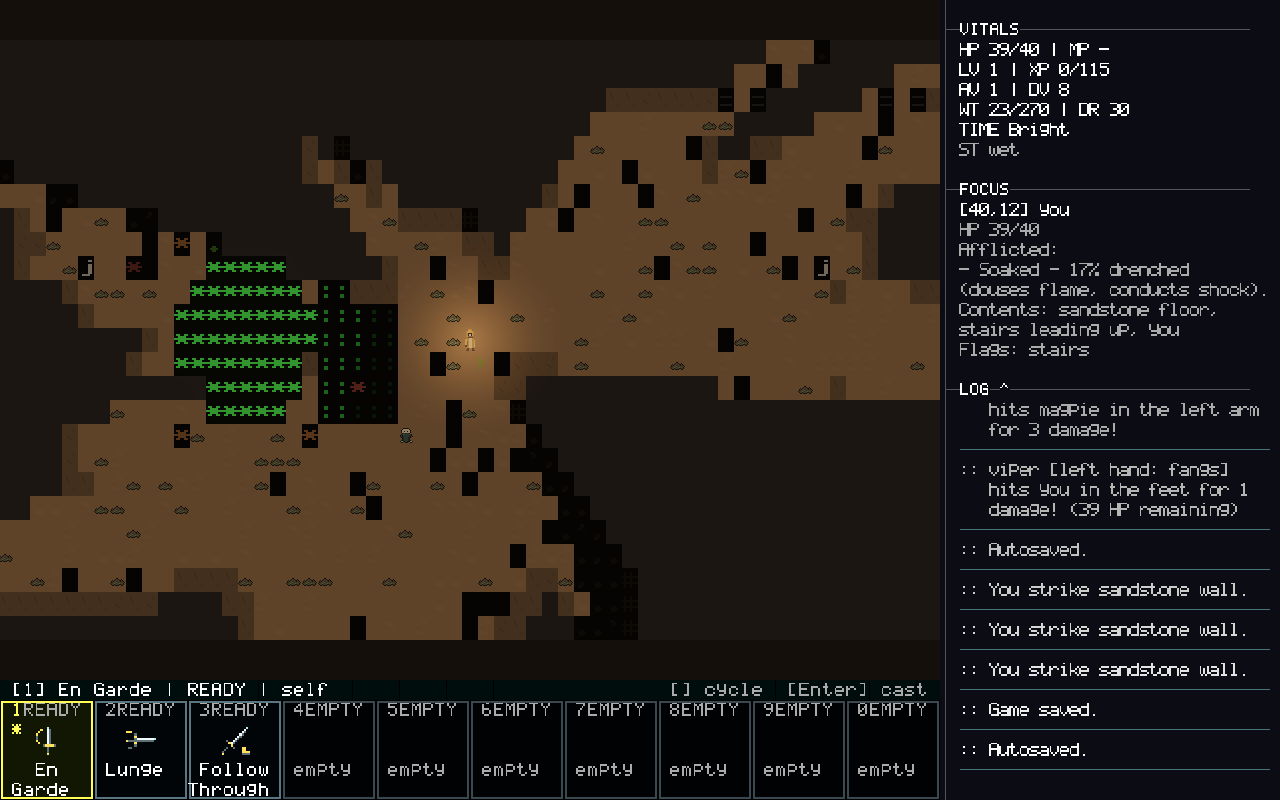 VITALS
HP 39/40 | MP -
LV 1 | XP 0/115
AV 1 | DV 8
WT 23/270 | DR 30
TIME Bright
ST wet
FOCUS
[40,12] You
HP 39/40
Afflicted:
- Soaked - 17% drenched
(douses flame, conducts shock).
Contents: sandstone floor,
stairs leading up, You
Flags: stairs
LOG ^
hits magpie in the left arm
for 3 damage!
:: viper [left hand: fangs]
hits you in the feet for 1
damage! (39 HP remaining)
:: Autosaved.
:: You strike sandstone wall.
:: You strike sandstone wall.
:: You strike sandstone wall.
:: Game saved.
:: Autosaved.
j
j
[1] En Garde | READY | self
[] cycle [Enter] cast
1READY 2READY 3READY 4EMPTY 5EMPTY 6EMPTY 7EMPTY 8EMPTY 9EMPTY 0EMPTY
*
En Garde
Lunge
Follow Through
empty empty empty empty empty empty empty